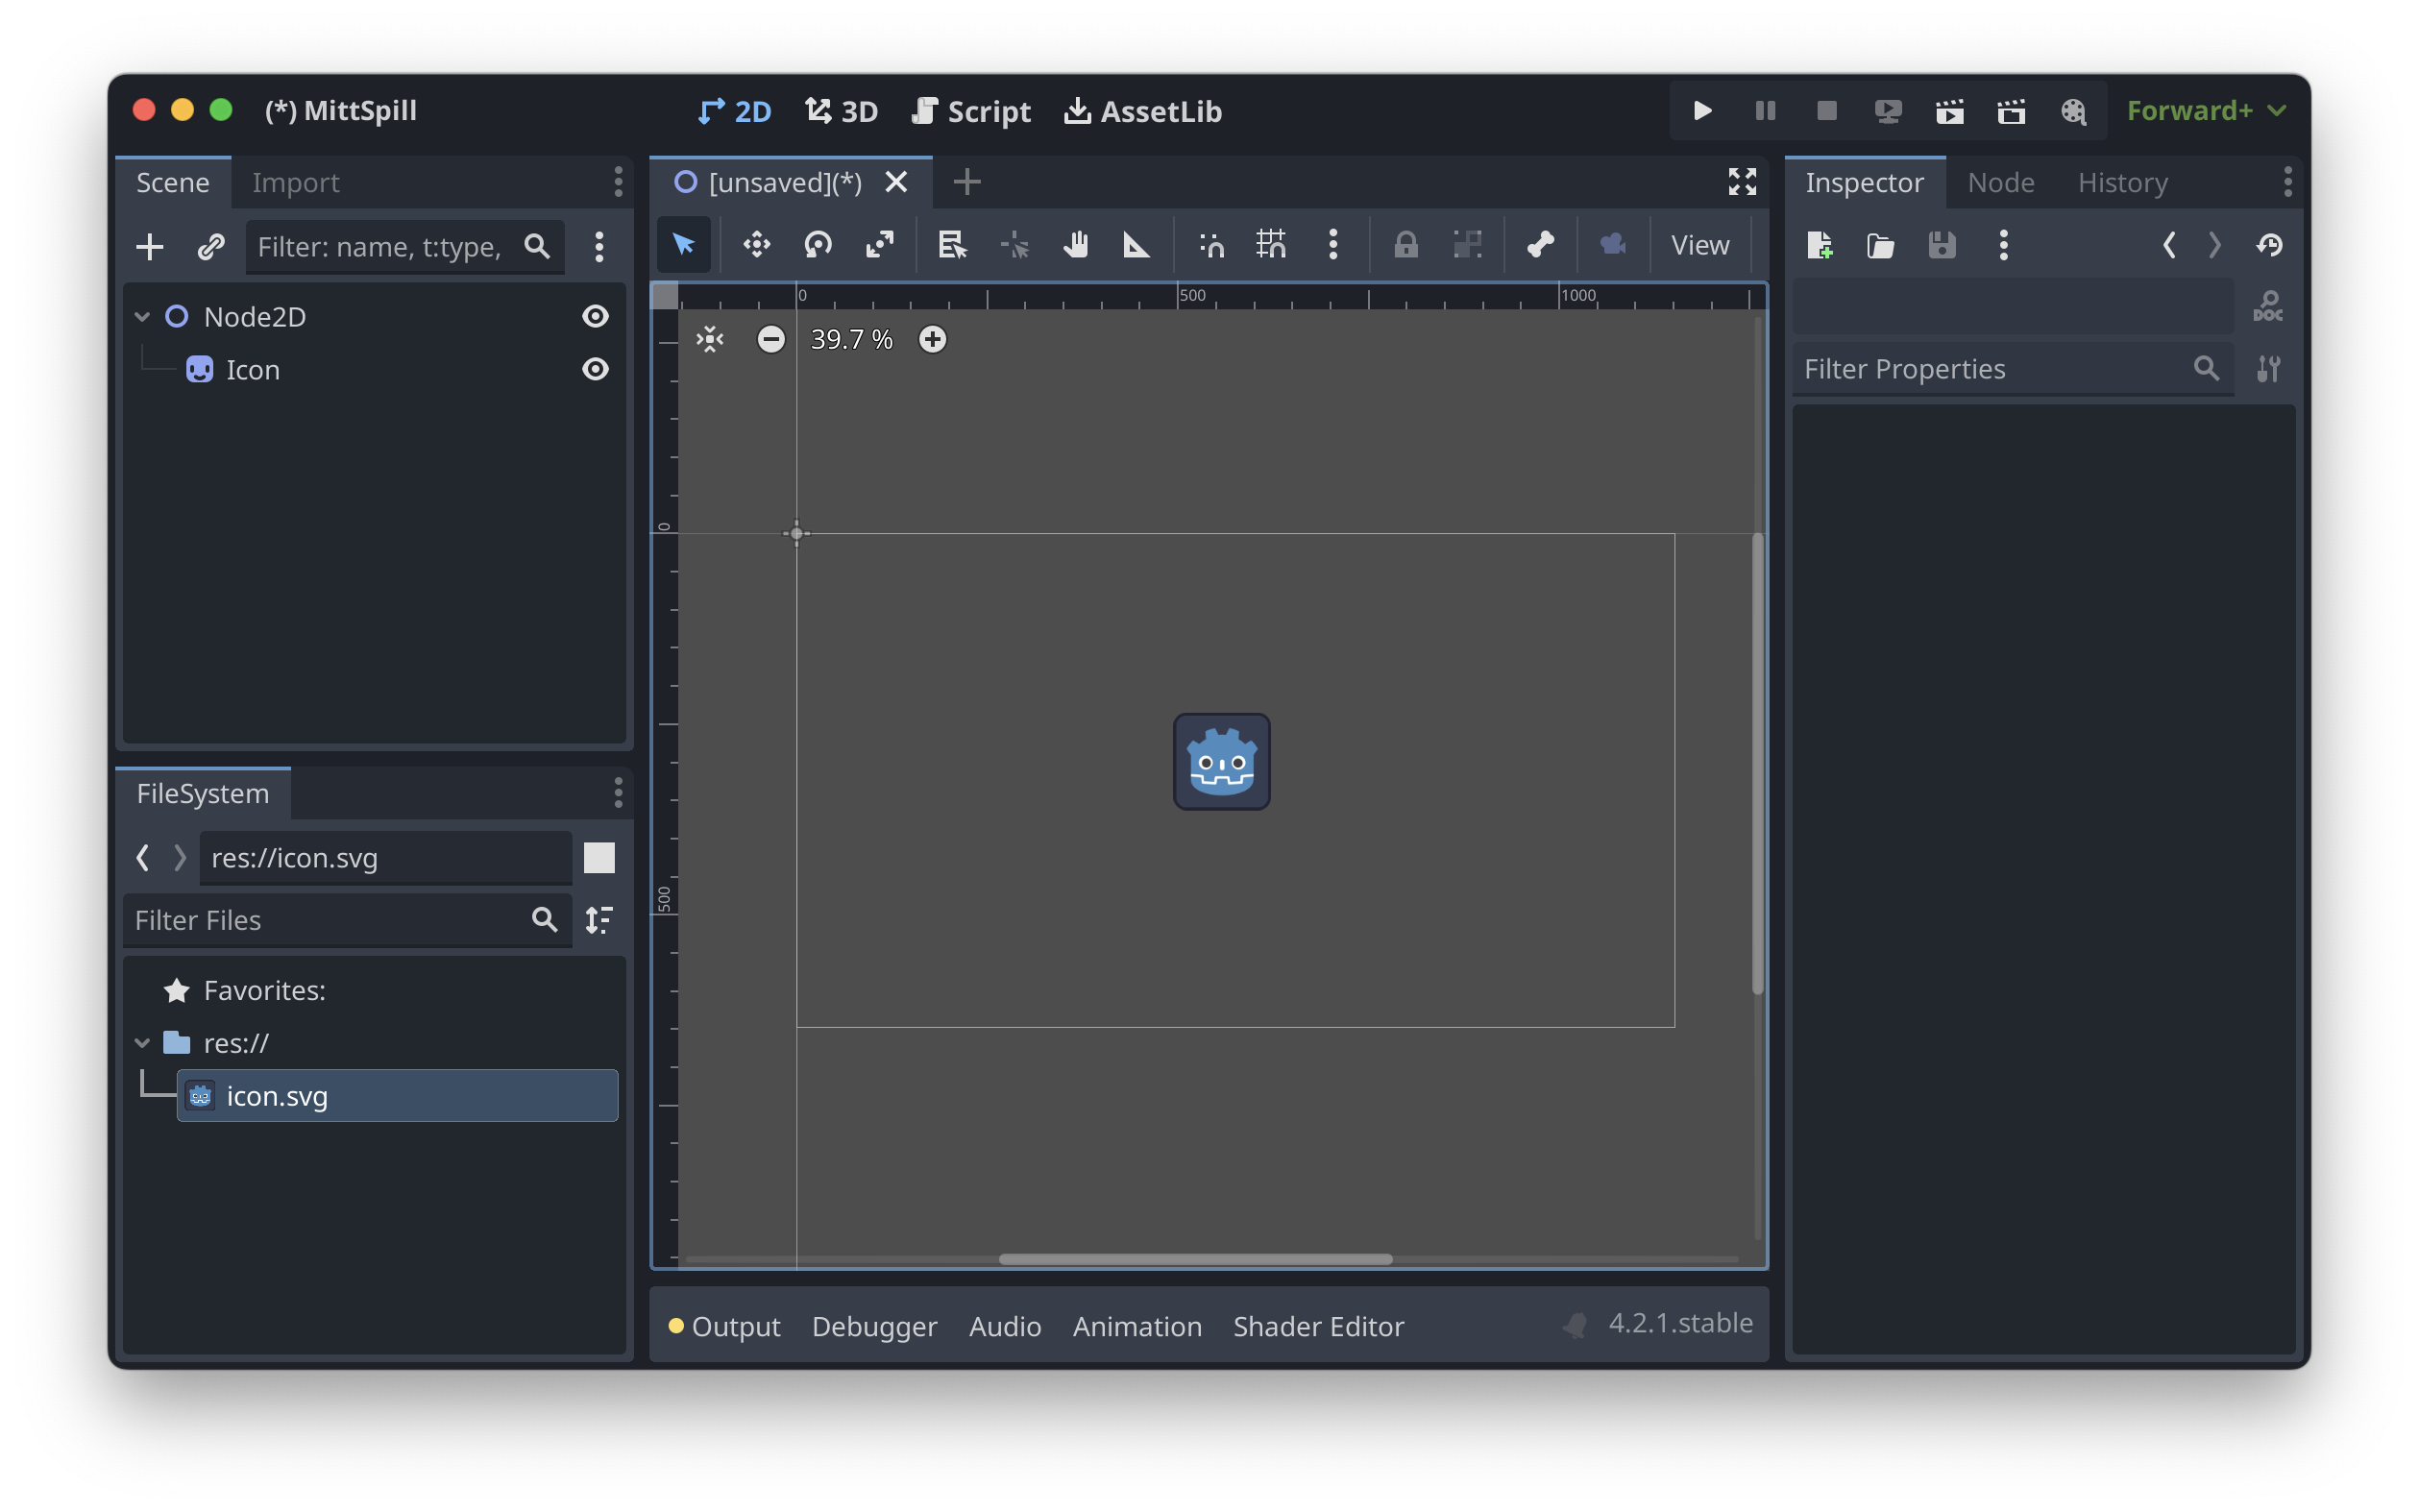 (*) MittSpill
2D 3D Script AssetLib
Forward+
Scene Import
Filter: name, t:type,
Node2D
Icon
FileSystem
res://icon.svg
Filter Files
Favorites:
res://
icon.svg
[unsaved](*)
View
0 500 1000
39.7 %
0
500
Output Debugger Audio Animation Shader Editor 4.2.1.stable
Inspector Node History
DOC
Filter Properties